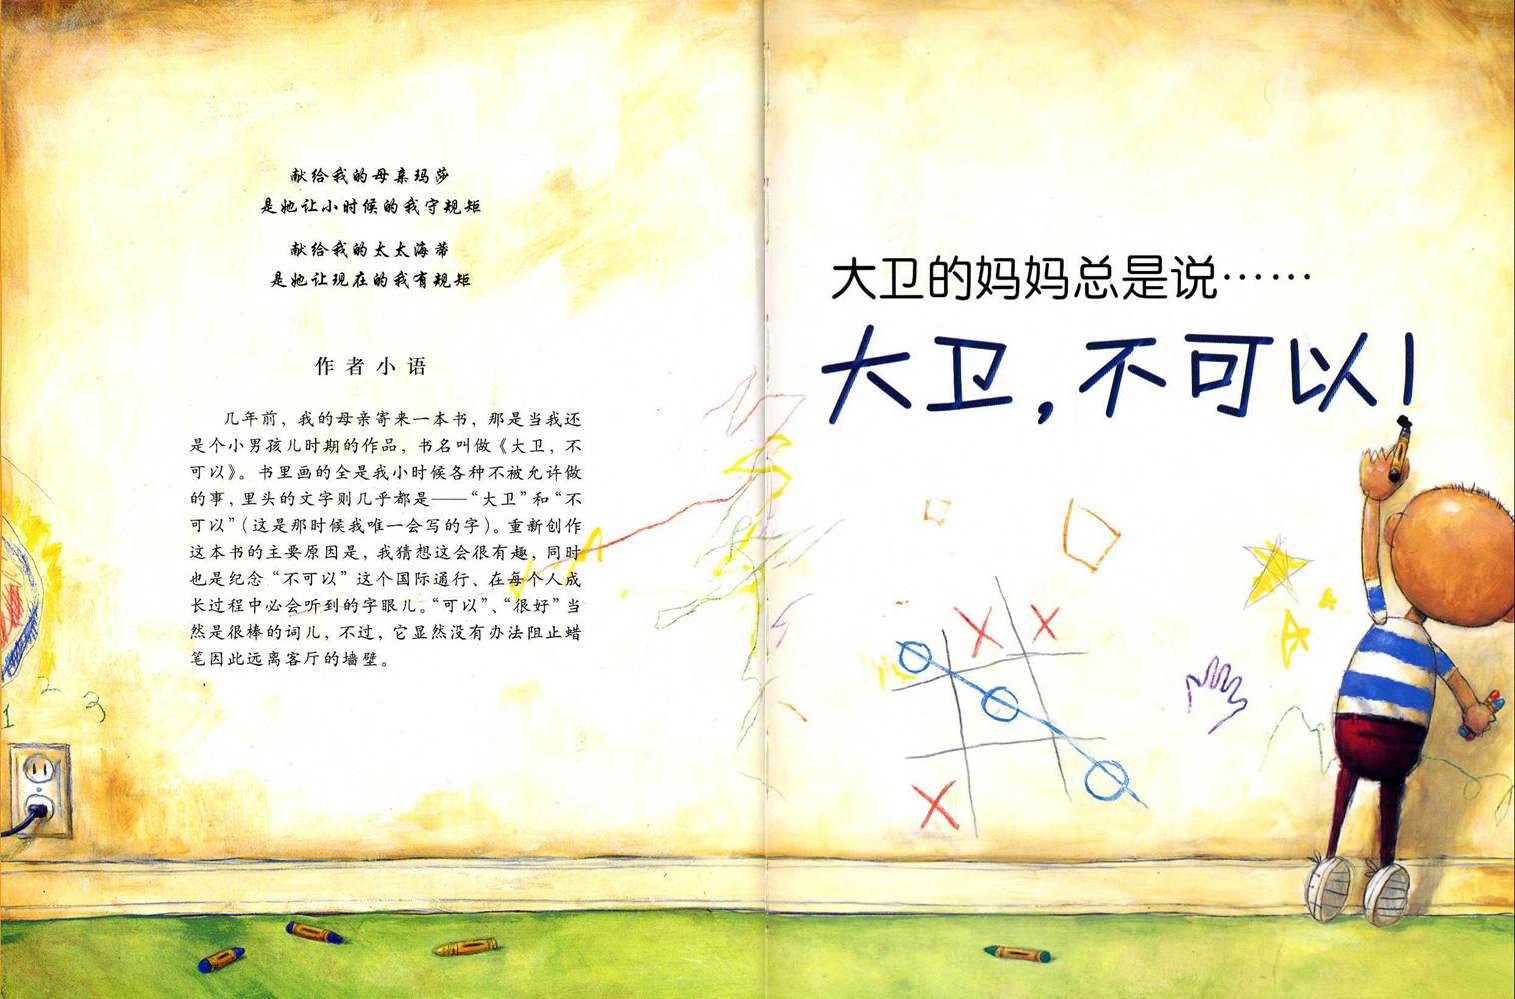 献给我的母亲玛莎
是她让小时候的我守规矩
献给我的太太海蒂
是她让现在的我有规矩
作者小语
几年前，我的母亲寄来一本书，那是当我还
是个小男孩儿时期的作品，书名叫做《大卫，不
可以》。书里画的全是我小时候各种不被允许做
的事，里头的文字则几乎都是——“大卫”和“不
可以”（这是那时候我唯一会写的字）。重新创作
这本书的主要原因是，我猜想这会很有趣，同时
也是纪念“不可以”这个国际通行、在每个人成
长过程中必会听到的字眼儿。“可以”、“很好”当
然是很棒的词儿，不过，它显然没有办法阻止蜡
笔因此远离客厅的墙壁。
1 2 3
大卫的妈妈总是说……
大卫，不可以！